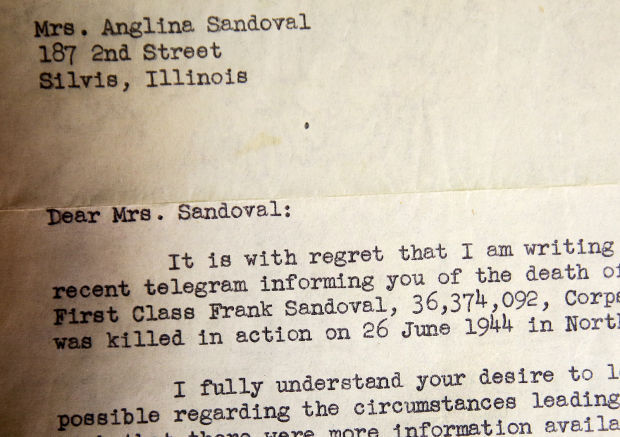 Mrs. Anglina Sandoval
187 2nd Street
Silvis, Illinois
Dear Mrs. Sandoval:
It is with regret that I am writing
recent telegram informing you of the death of
First Class Frank Sandoval, 36,374,092, Corps
was killed in action on 26 June 1944 in North
I fully understand your desire to le
possible regarding the circumstances leading
that there were more information availa